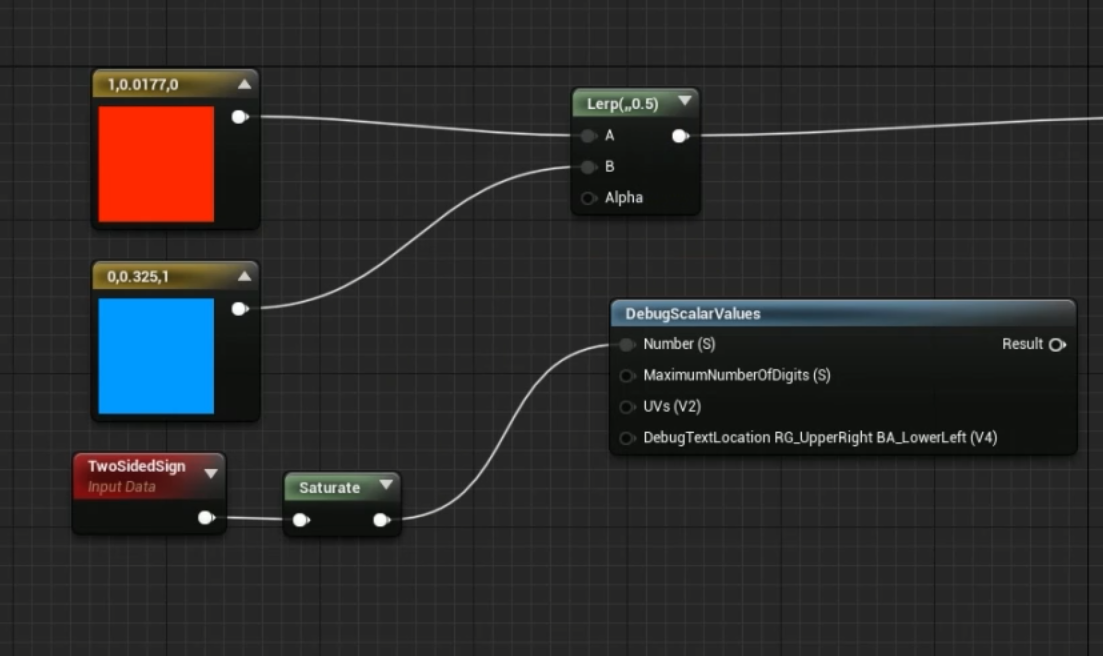 1,0.0177,0
Lerp(,,0.5)
A
B
Alpha
0,0.325,1
DebugScalarValues
Number (S)
Result
MaximumNumberOfDigits (S)
UVs (V2)
DebugTextLocation RG_UpperRight BA_LowerLeft (V4)
TwoSidedSign
Input Data
Saturate